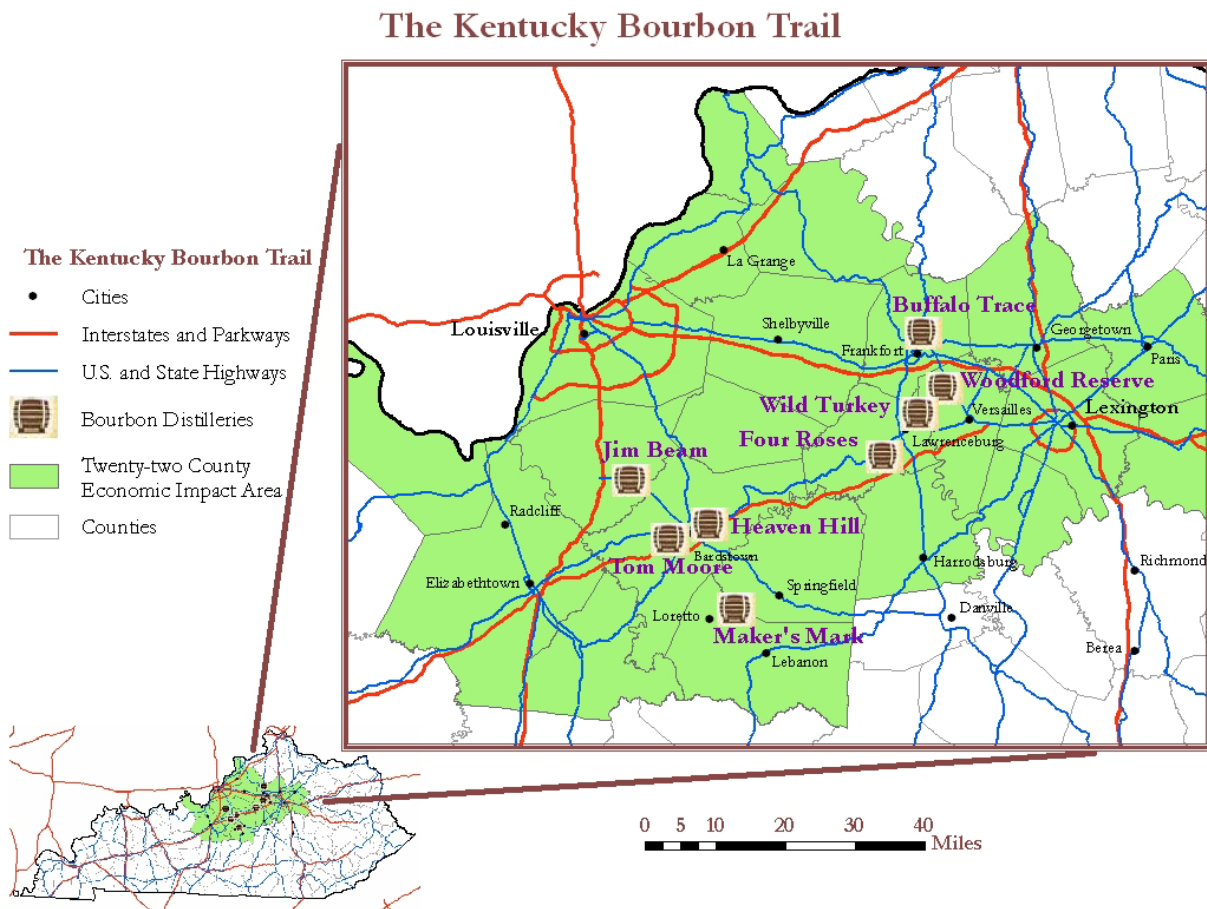 The Kentucky Bourbon Trail
The Kentucky Bourbon Trail
Cities
Interstates and Parkways
U.S. and State Highways
Bourbon Distilleries
Twenty-two County
Economic Impact Area
Counties
La Grange
Louisville
Shelbyville
Buffalo Trace
Frankfort
Georgetown
Paris
Woodford Reserve
Wild Turkey
Versailles
Lexington
Four Roses
Lawrenceburg
Jim Beam
Radcliff
Heaven Hill
Bardstown
Tom Moore
Elizabethtown
Springfield
Harrodsburg
Richmond
Loretto
Danville
Maker's Mark
Lebanon
Berea
0 5 10 20 30 40
Miles